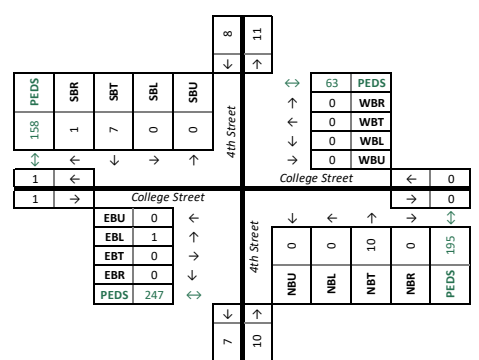 8 11
↓ ↑
PEDS SBR SBT SBL SBU
158 1 7 0 0
↕ ← ↓ → ↑
4th Street
↔ 63 PEDS
↑ 0 WBR
← 0 WBT
↓ 0 WBL
→ 0 WBU
1 ←
1 →
College Street
College Street
← 0
→ 0
EBU 0 ←
EBL 1 ↑
EBT 0 →
EBR 0 ↓
PEDS 247 ↔
4th Street
↓ ← ↑ → ↕
0 0 10 0 195
NBU NBL NBT NBR PEDS
↓ ↑
7 10